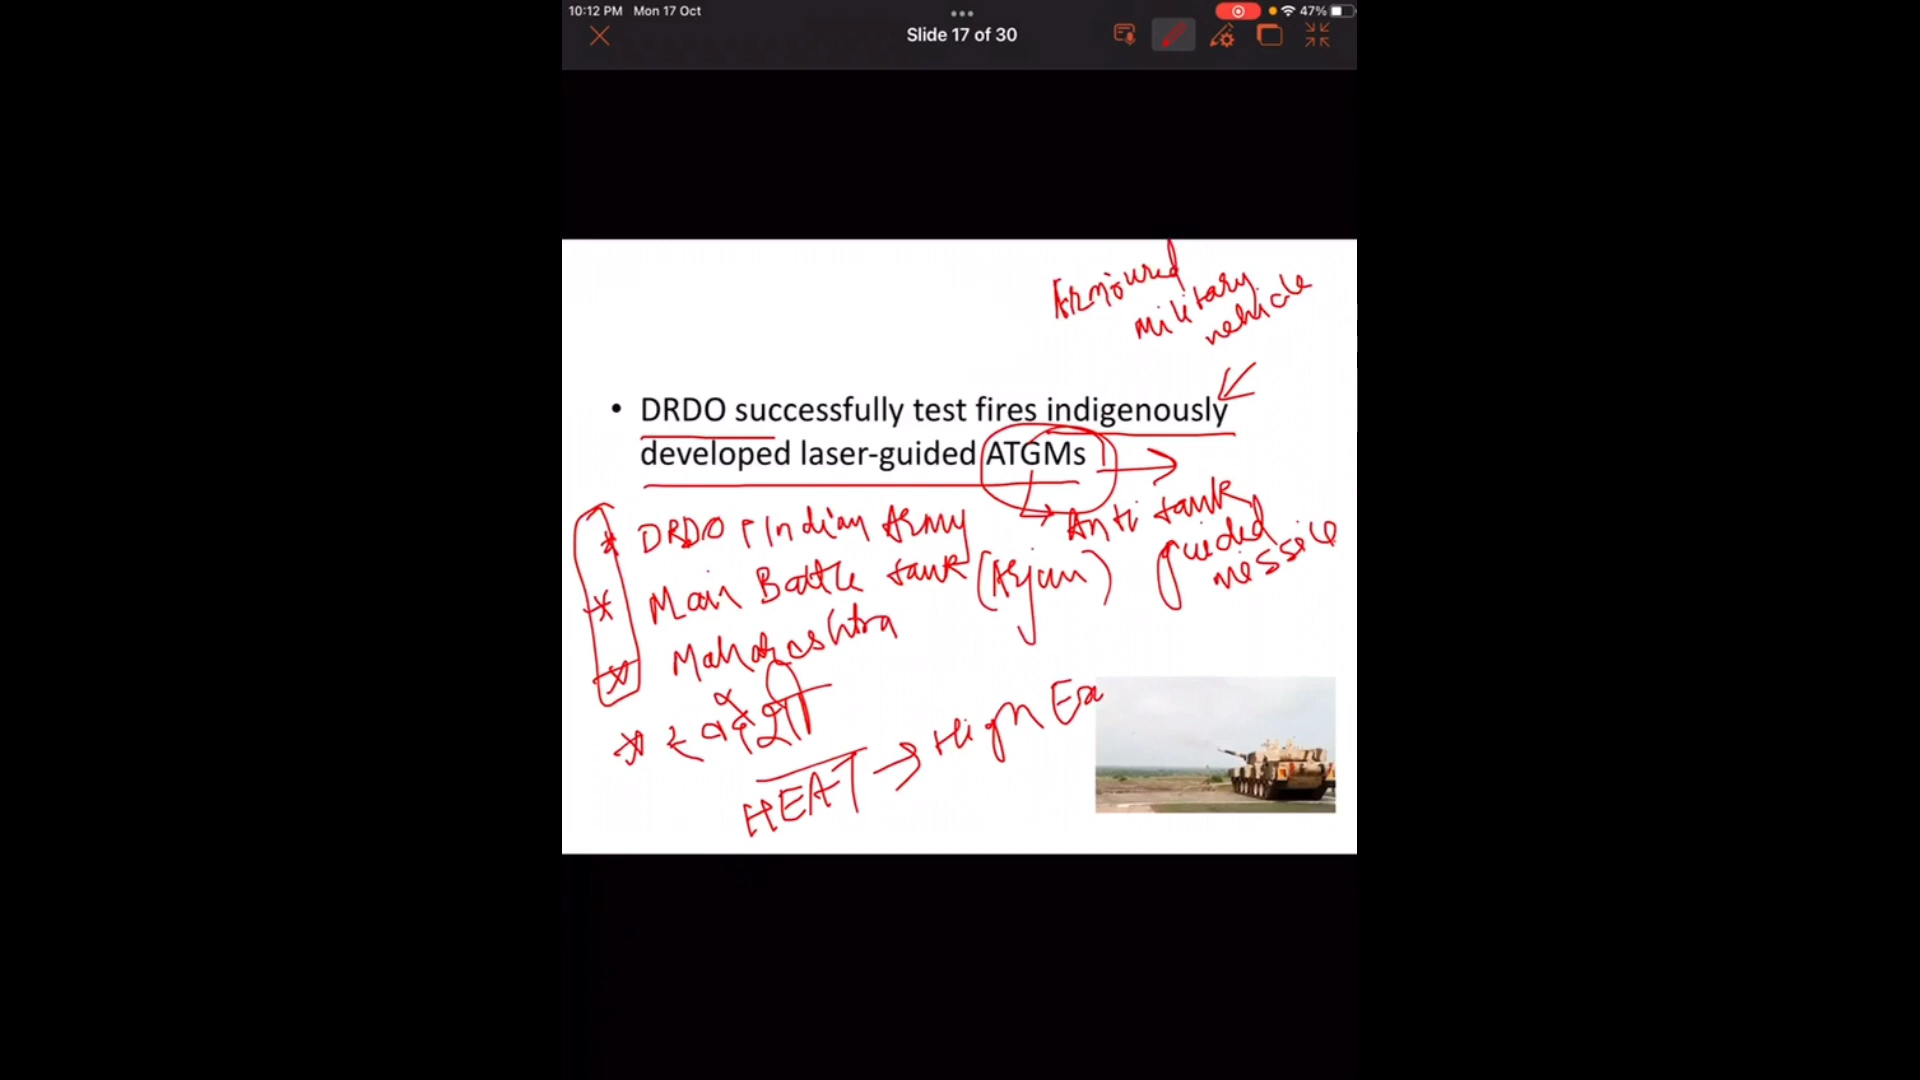 10:12 PM Mon 17 Oct
47%
Slide 17 of 30
Armoured
military
vehicle
• DRDO successfully test fires indigenously
developed laser-guided ATGMs
Anti tank
guided
missile
* DRDO Indian Army
* Main Battle tank (Arjun)
* Maharashtra
*
HEAT → High Ex